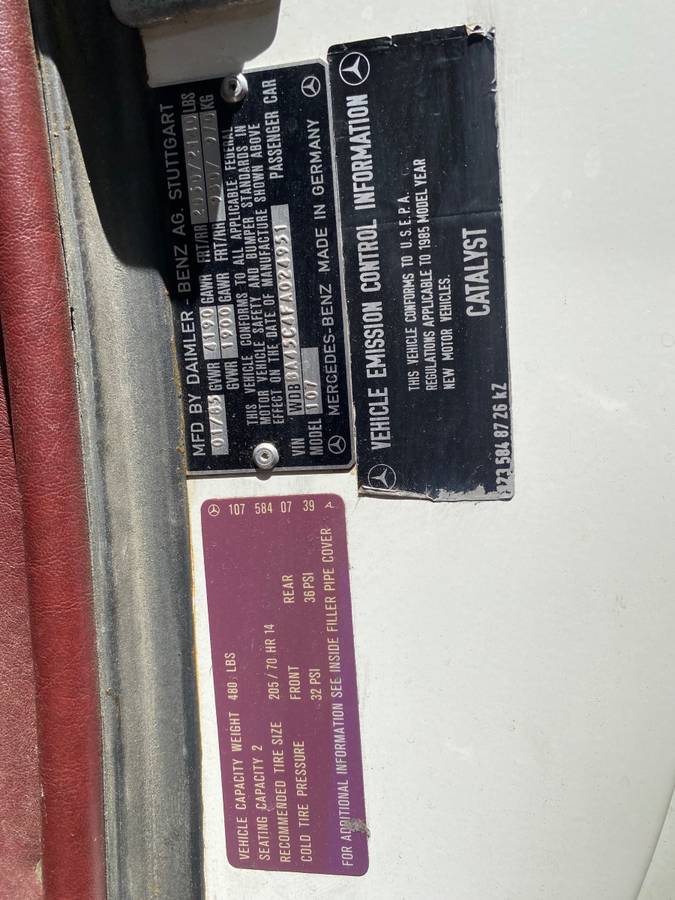 MFD BY DAIMLER - BENZ AG. STUTTGART
01/85 GVWR 4190 GAWR FRT/RR LBS
GVWR 1900 GAWR FRT/RR KG
THIS VEHICLE CONFORMS TO ALL APPLICABLE FEDERAL
MOTOR VEHICLE SAFETY AND BUMPER STANDARDS IN
EFFECT ON THE DATE OF MANUFACTURE SHOWN ABOVE
VIN
MODEL 107 PASSENGER CAR
MERCEDES-BENZ MADE IN GERMANY
VEHICLE EMISSION CONTROL INFORMATION
THIS VEHICLE CONFORMS TO U.S.E.P.A.
REGULATIONS APPLICABLE TO 1985 MODEL YEAR
NEW MOTOR VEHICLES.
CATALYST
123 584 87 26 kZ
107 584 07 39 A
VEHICLE CAPACITY WEIGHT 480 LBS
SEATING CAPACITY 2
RECOMMENDED TIRE SIZE 205/70 HR 14
COLD TIRE PRESSURE FRONT REAR
32 PSI 36 PSI
FOR ADDITIONAL INFORMATION SEE INSIDE FILLER PIPE COVER